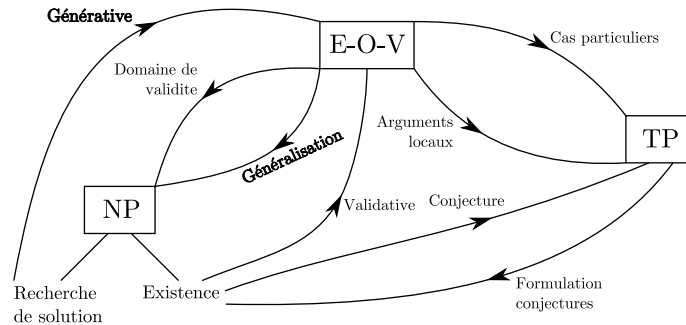 Générative
E-O-V
Cas particuliers
Domaine de
validite
Arguments
locaux
TP
Généralisation
NP
Validative
Conjecture
Recherche
de solution
Existence
Formulation
conjectures